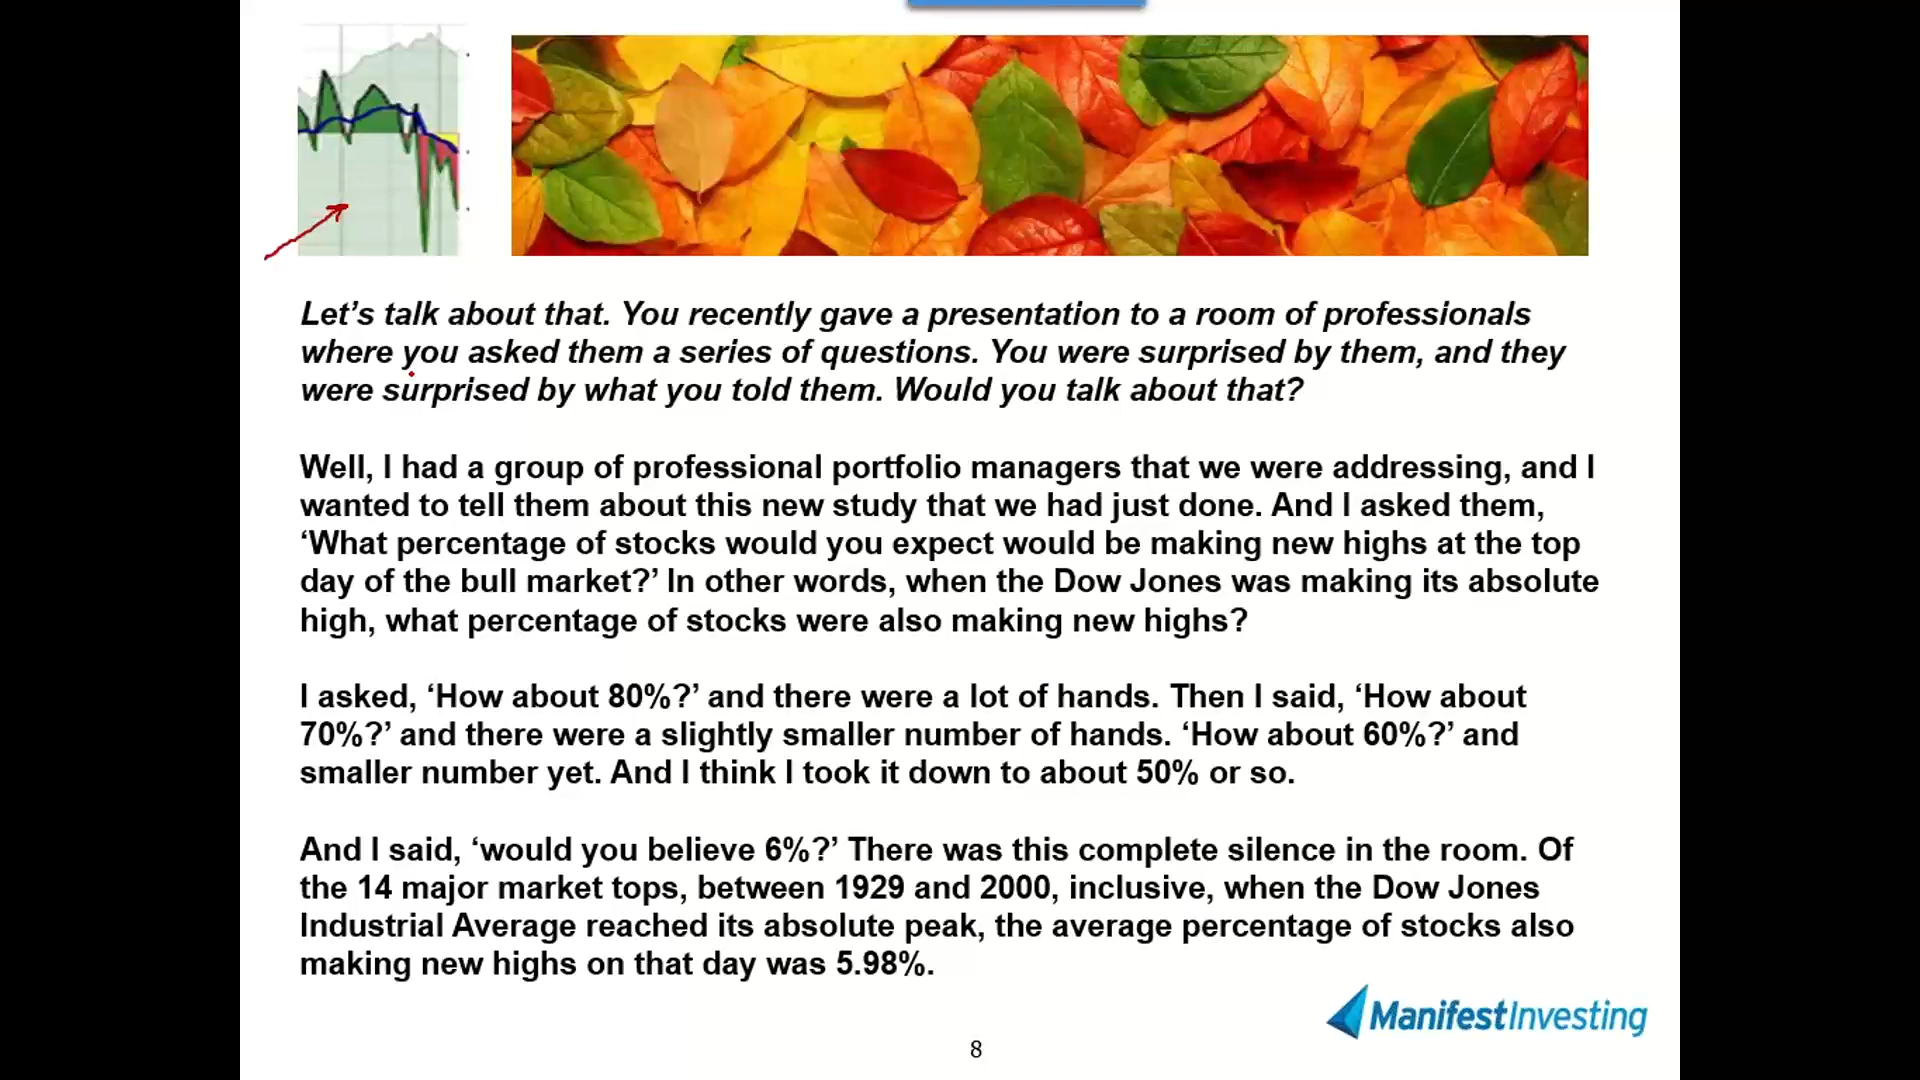 Let’s talk about that. You recently gave a presentation to a room of professionals
where you asked them a series of questions. You were surprised by them, and they
were surprised by what you told them. Would you talk about that?
Well, I had a group of professional portfolio managers that we were addressing, and I
wanted to tell them about this new study that we had just done. And I asked them,
‘What percentage of stocks would you expect would be making new highs at the top
day of the bull market?’ In other words, when the Dow Jones was making its absolute
high, what percentage of stocks were also making new highs?
I asked, ‘How about 80%?’ and there were a lot of hands. Then I said, ‘How about
70%?’ and there were a slightly smaller number of hands. ‘How about 60%?’ and
smaller number yet. And I think I took it down to about 50% or so.
And I said, ‘would you believe 6%?’ There was this complete silence in the room. Of
the 14 major market tops, between 1929 and 2000, inclusive, when the Dow Jones
Industrial Average reached its absolute peak, the average percentage of stocks also
making new highs on that day was 5.98%.
ManifestInvesting
8